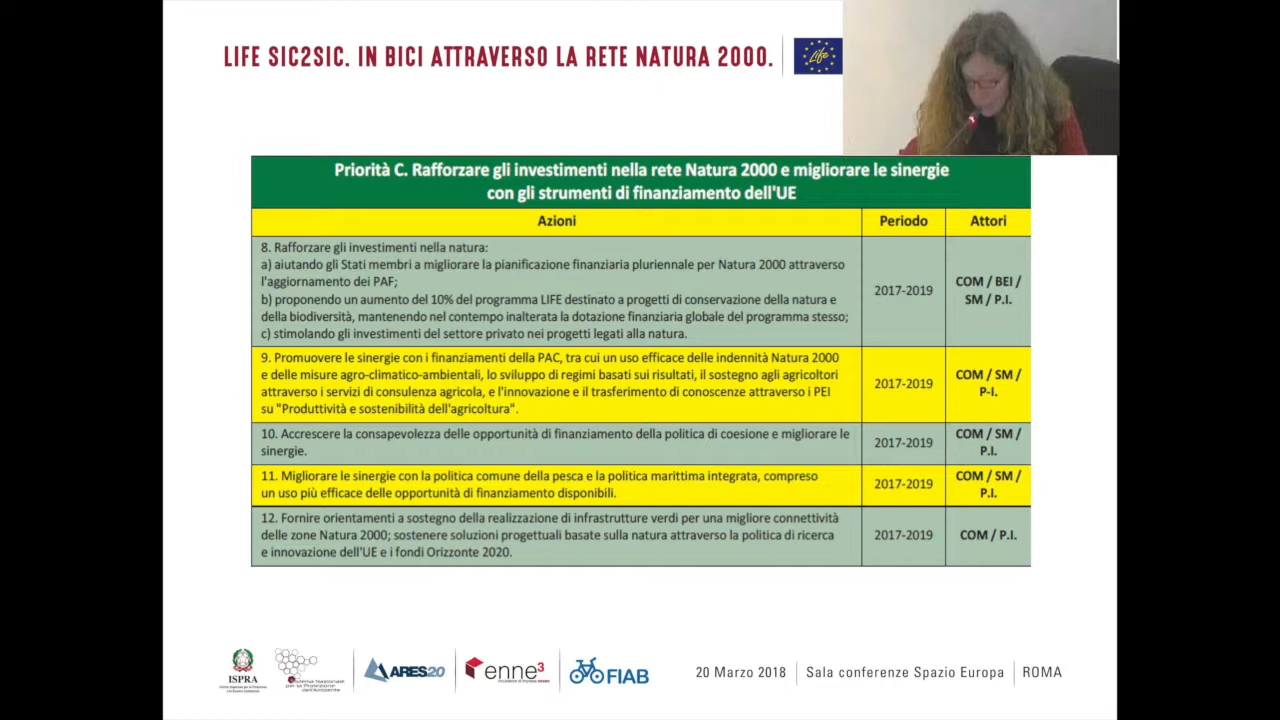 LIFE SIC2SIC. IN BICI ATTRAVERSO LA RETE NATURA 2000.
Life
Priorità C. Rafforzare gli investimenti nella rete Natura 2000 e migliorare le sinergie
con gli strumenti di finanziamento dell'UE
Azioni
Periodo
Attori
8. Rafforzare gli investimenti nella natura:
a) aiutando gli Stati membri a migliorare la pianificazione finanziaria pluriennale per Natura 2000 attraverso
l'aggiornamento dei PAF;
b) proponendo un aumento del 10% del programma LIFE destinato a progetti di conservazione della natura e
della biodiversità, mantenendo nel contempo inalterata la dotazione finanziaria globale del programma stesso;
c) stimolando gli investimenti del settore privato nei progetti legati alla natura.
2017-2019
COM / BEI /
SM / P.I.
9. Promuovere le sinergie con i finanziamenti della PAC, tra cui un uso efficace delle indennità Natura 2000
e delle misure agro-climatico-ambientali, lo sviluppo di regimi basati sui risultati, il sostegno agli agricoltori
attraverso i servizi di consulenza agricola, e l'innovazione e il trasferimento di conoscenze attraverso i PEI
su "Produttività e sostenibilità dell'agricoltura".
2017-2019
COM / SM /
P-I.
10. Accrescere la consapevolezza delle opportunità di finanziamento della politica di coesione e migliorare le
sinergie.
2017-2019
COM / SM /
P.I.
11. Migliorare le sinergie con la politica comune della pesca e la politica marittima integrata, compreso
un uso più efficace delle opportunità di finanziamento disponibili.
2017-2019
COM / SM /
P.I.
12. Fornire orientamenti a sostegno della realizzazione di infrastrutture verdi per una migliore connettività
delle zone Natura 2000; sostenere soluzioni progettuali basate sulla natura attraverso la politica di ricerca
e innovazione dell'UE e i fondi Orizzonte 2020.
2017-2019
COM / P.I.
ISPRA
Sistema Nazionale
per la Protezione
dell'Ambiente
ARES20
enne3
FIAB
20 Marzo 2018
Sala conferenze Spazio Europa
ROMA